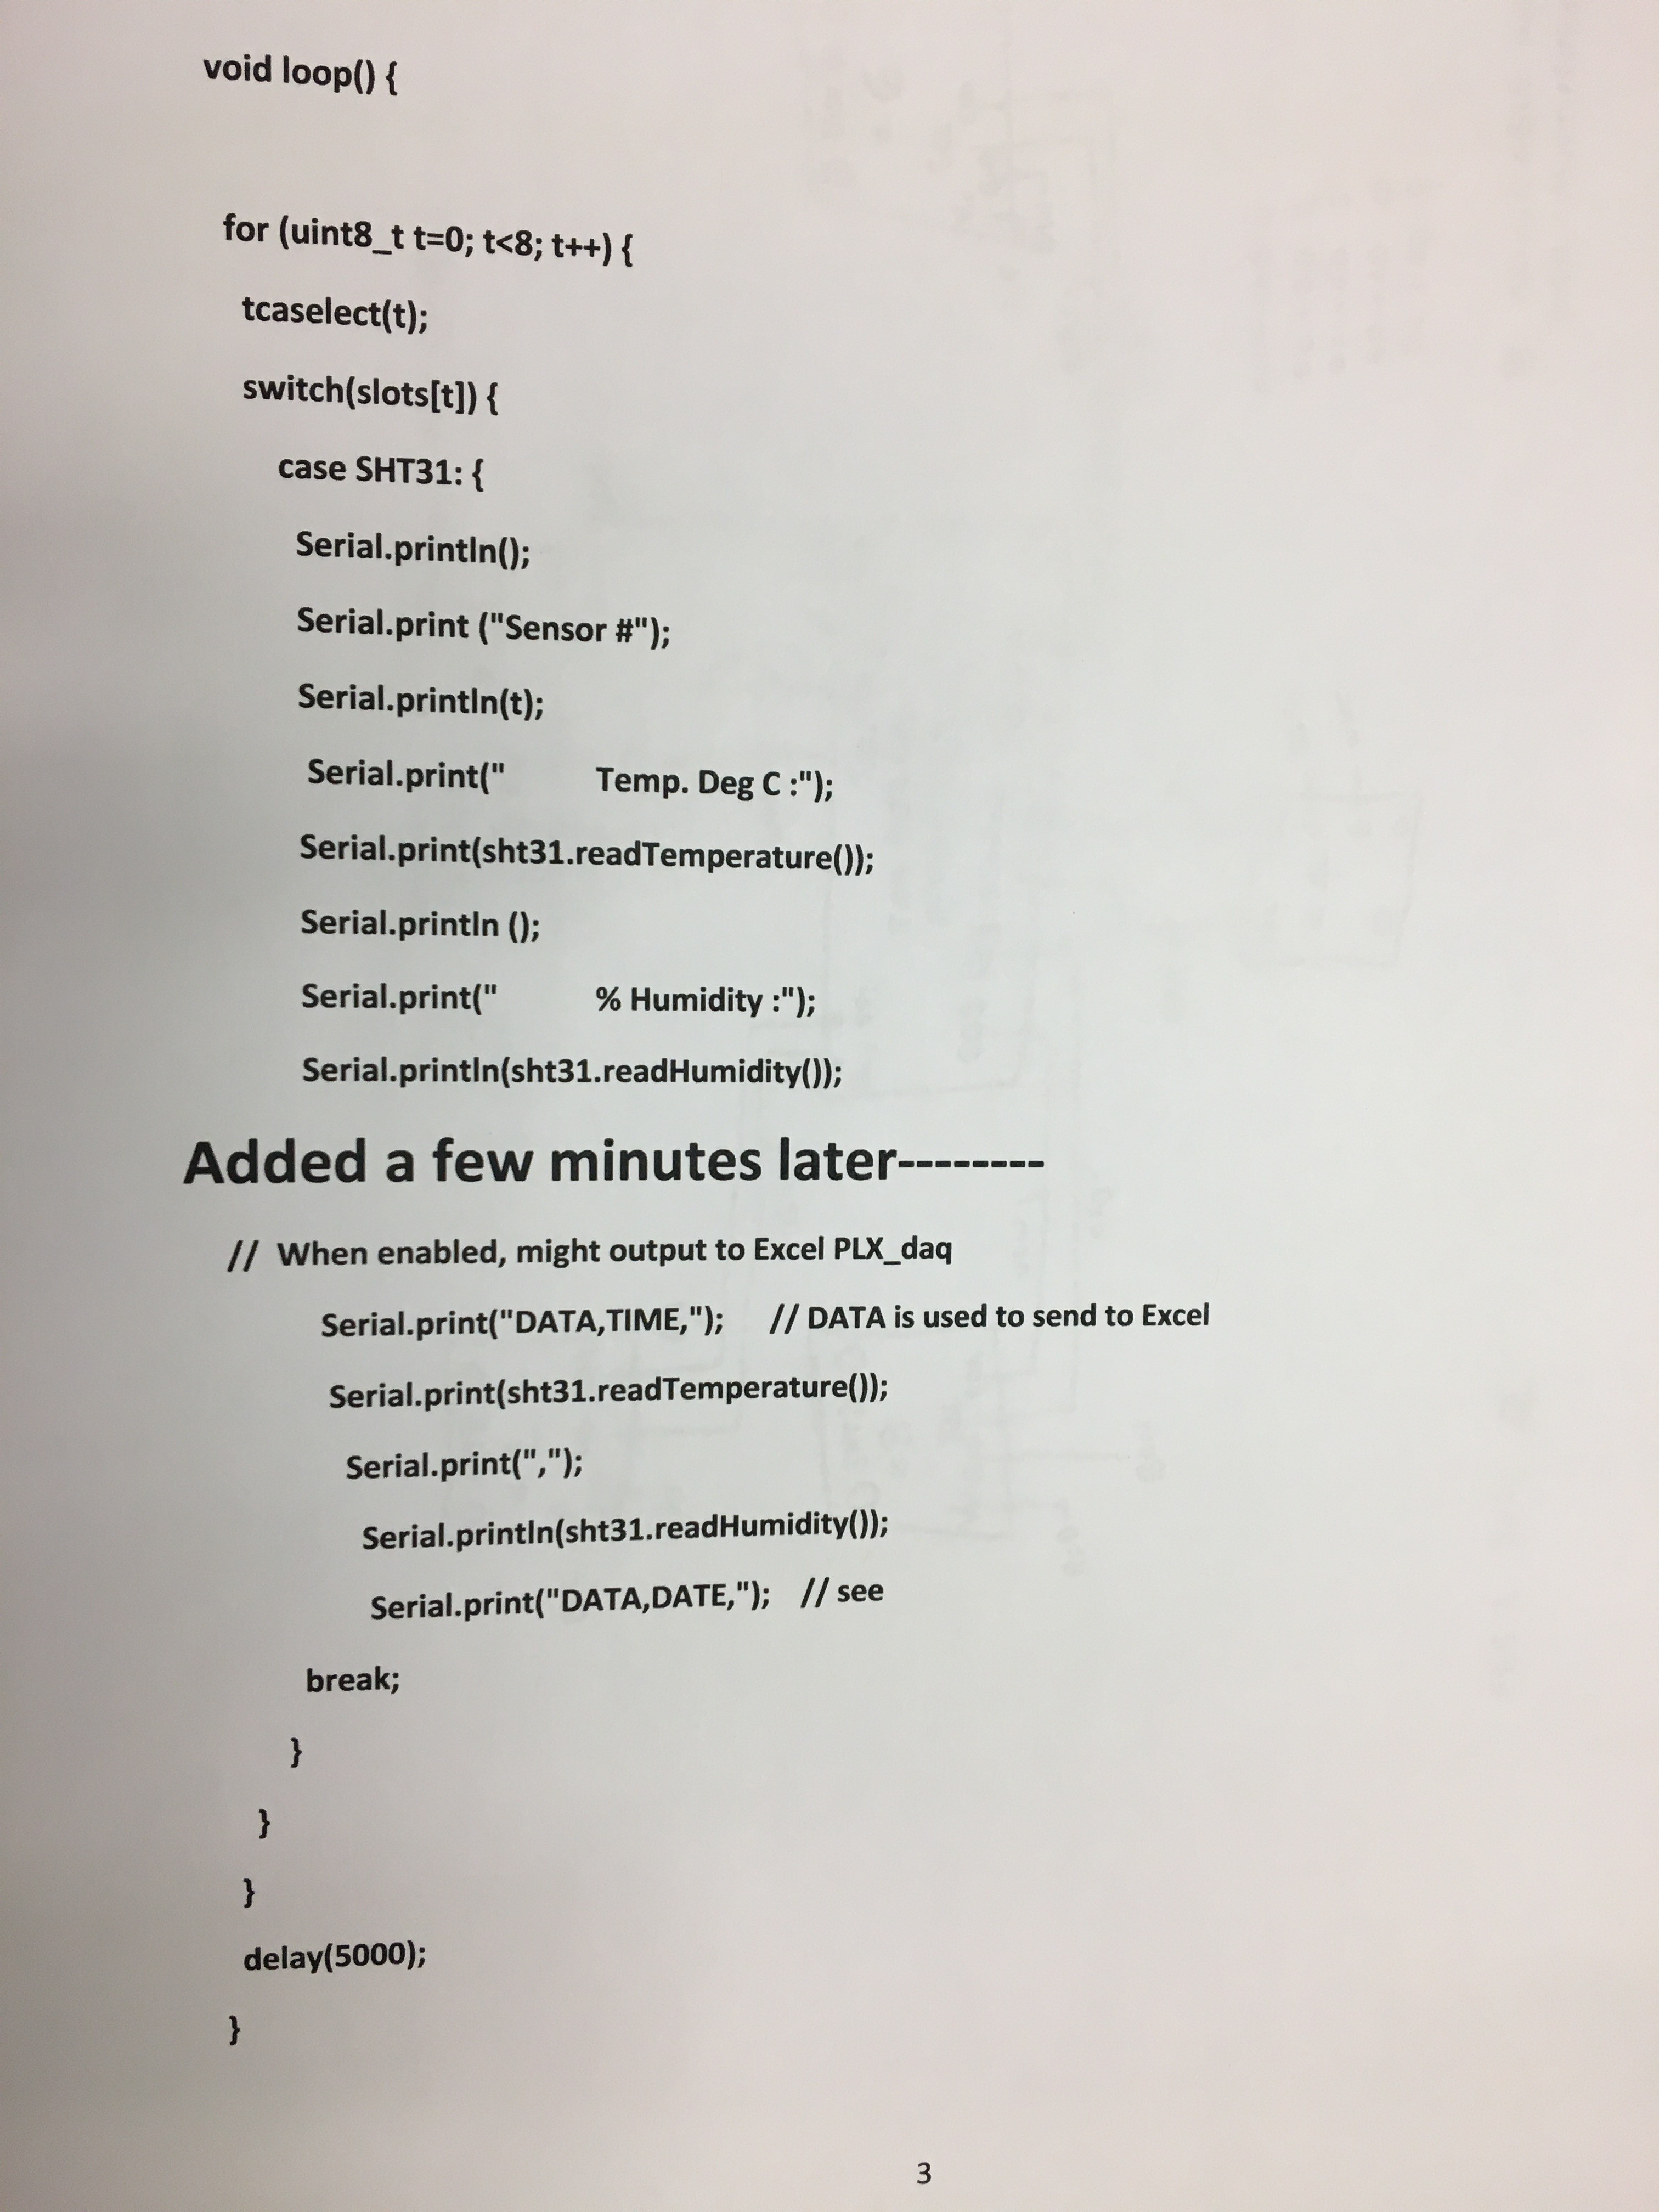 void loop() {
for (uint8_t t=0; t<8; t++) {
tcaselect(t);
switch(slots[t]) {
case SHT31: {
Serial.println();
Serial.print ("Sensor #");
Serial.println(t);
Serial.print("          Temp. Deg C :");
Serial.print(sht31.readTemperature());
Serial.println ();
Serial.print("          % Humidity :");
Serial.println(sht31.readHumidity());
Added a few minutes later--------
//  When enabled, might output to Excel PLX_daq
Serial.print("DATA,TIME,");     // DATA is used to send to Excel
Serial.print(sht31.readTemperature());
Serial.print(",");
Serial.println(sht31.readHumidity());
Serial.print("DATA,DATE,");   // see
break;
}
}
}
delay(5000);
}
3